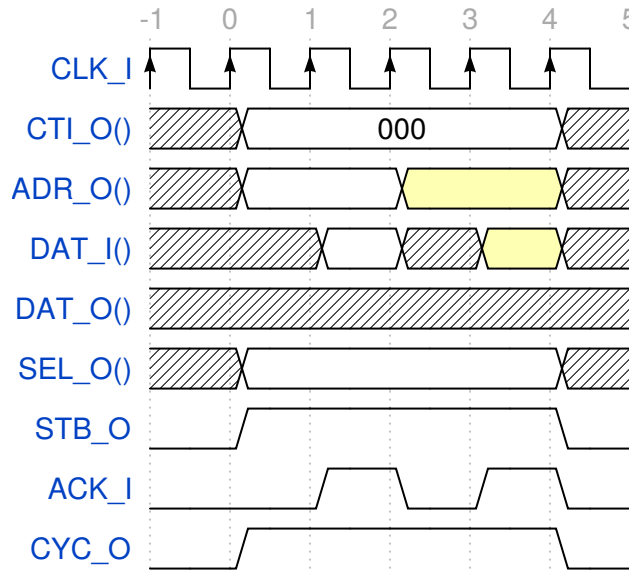 -1 0 1 2 3 4 5
CLK_I
CTI_O() 000
ADR_O()
DAT_I()
DAT_O()
SEL_O()
STB_O
ACK_I
CYC_O